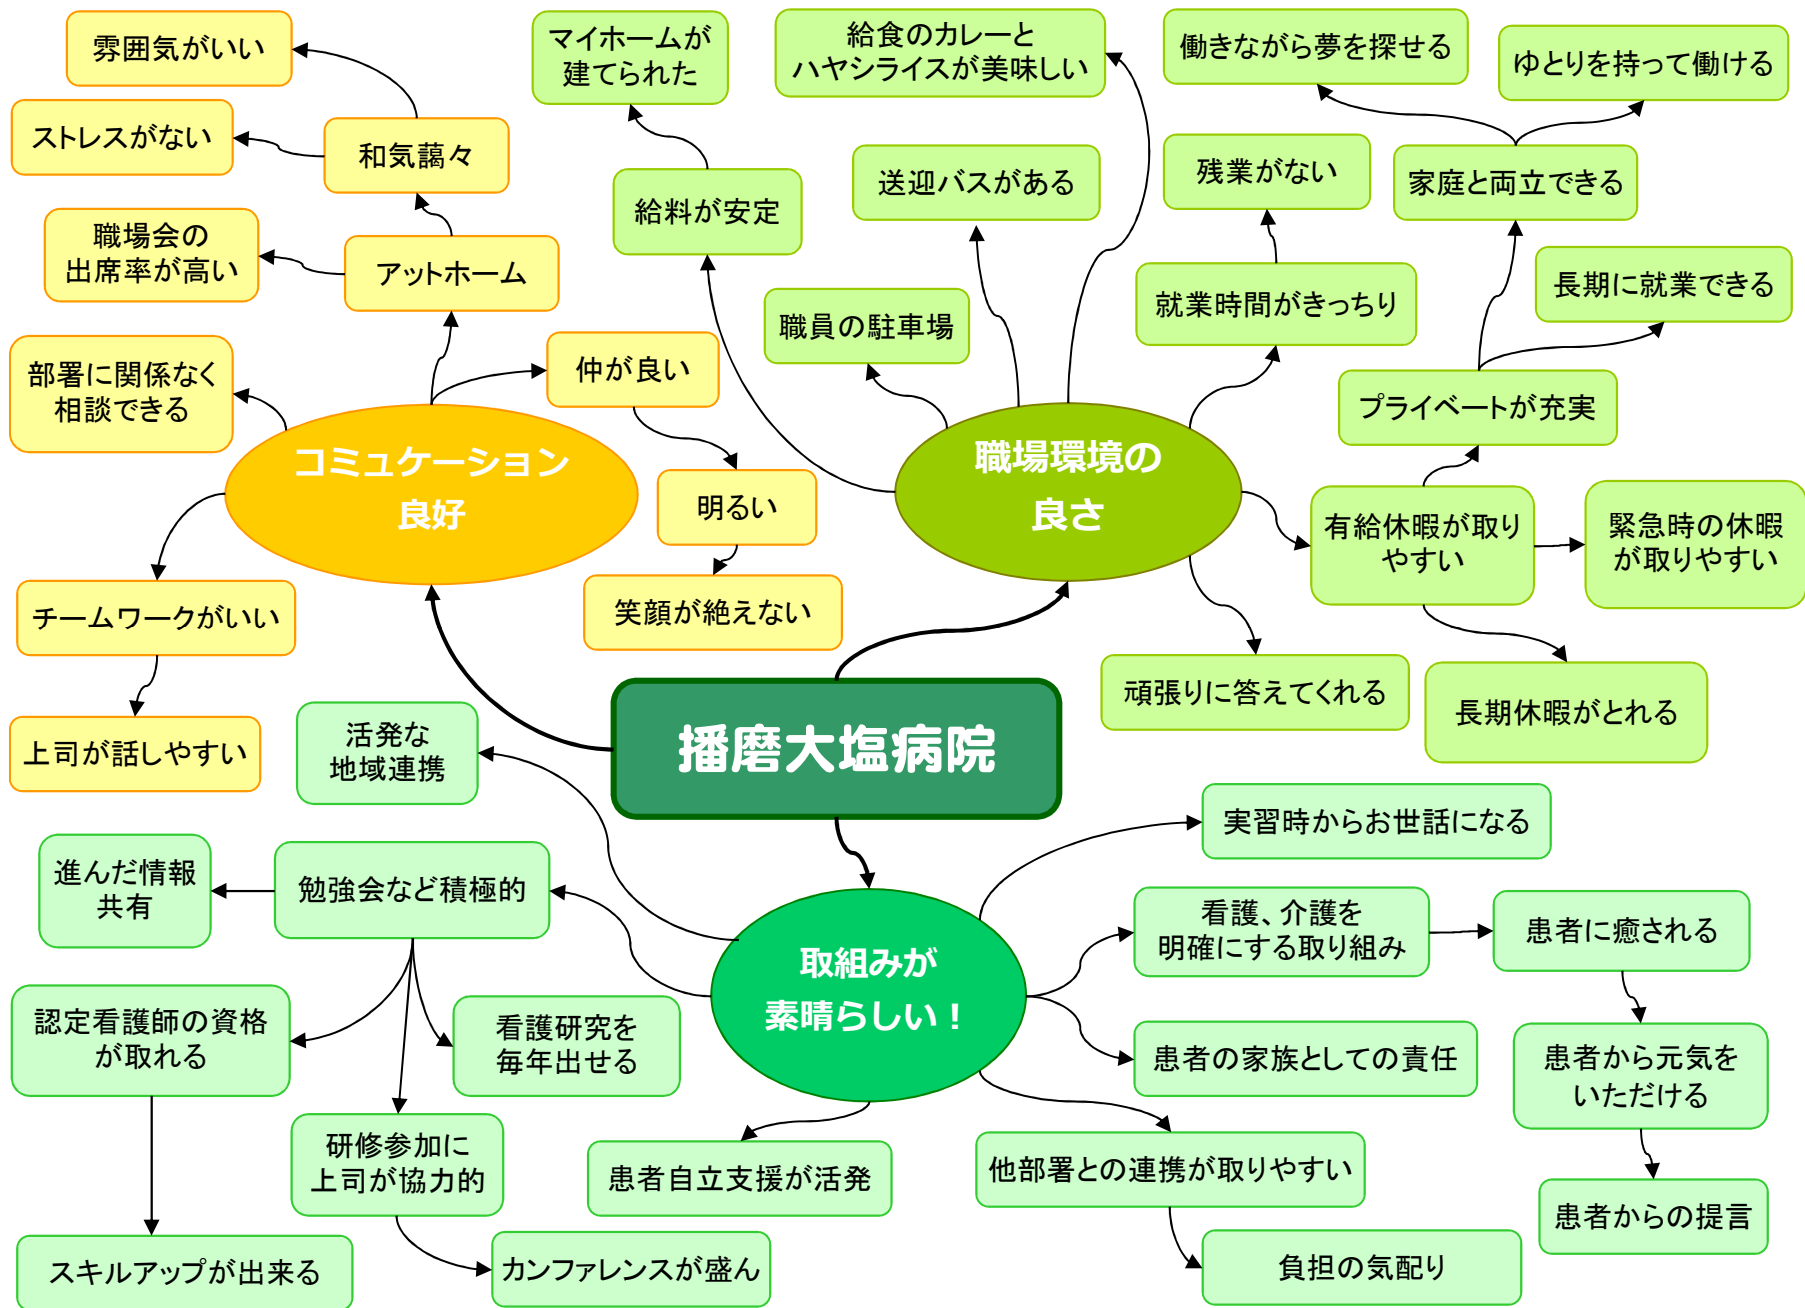 雰囲気がいい
ストレスがない
和気藹々
職場会の
出席率が高い
アットホーム
部署に関係なく
相談できる
仲が良い
コミュケーション
良好
明るい
笑顔が絶えない
チームワークがいい
上司が話しやすい
マイホームが
建てられた
給料が安定
給食のカレーと
ハヤシライスが美味しい
送迎バスがある
職員の駐車場
働きながら夢を探せる
ゆとりを持って働ける
残業がない
家庭と両立できる
就業時間がきっちり
長期に就業できる
プライベートが充実
職場環境の
良さ
有給休暇が取り
やすい
緊急時の休暇
が取りやすい
頑張りに答えてくれる
長期休暇がとれる
播磨大塩病院
活発な
地域連携
進んだ情報
共有
勉強会など積極的
認定看護師の資格
が取れる
看護研究を
毎年出せる
研修参加に
上司が協力的
スキルアップが出来る
カンファレンスが盛ん
取組みが
素晴らしい！
実習時からお世話になる
看護、介護を
明確にする取り組み
患者に癒される
患者の家族としての責任
患者から元気を
いただける
患者自立支援が活発
他部署との連携が取りやすい
患者からの提言
負担の気配り